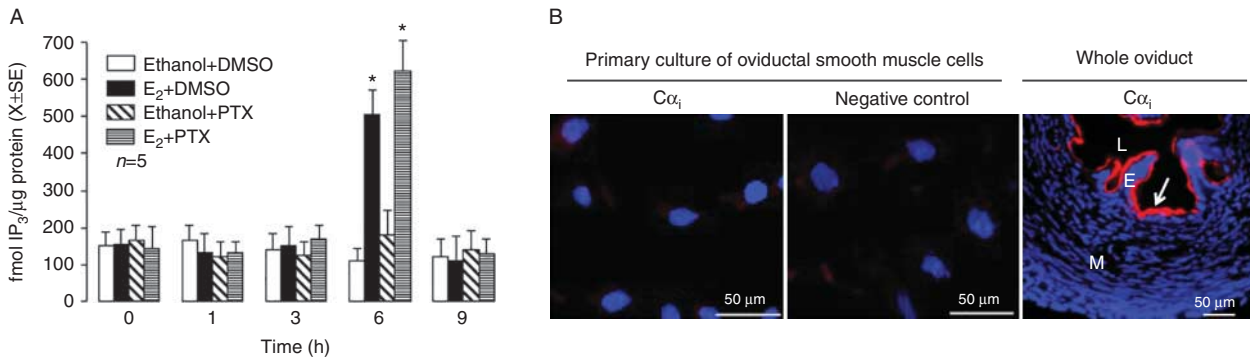 A
fmol IP₃/μg protein (X±SE)
700
600
500
400
300
200
100
0
Ethanol+DMSO
E₂+DMSO
Ethanol+PTX
E₂+PTX
n=5
*
*
0 1 3 6 9
Time (h)
B
Primary culture of oviductal smooth muscle cells
Whole oviduct
Cαᵢ
Negative control
Cαᵢ
L
E
M
50 μm
50 μm
50 μm